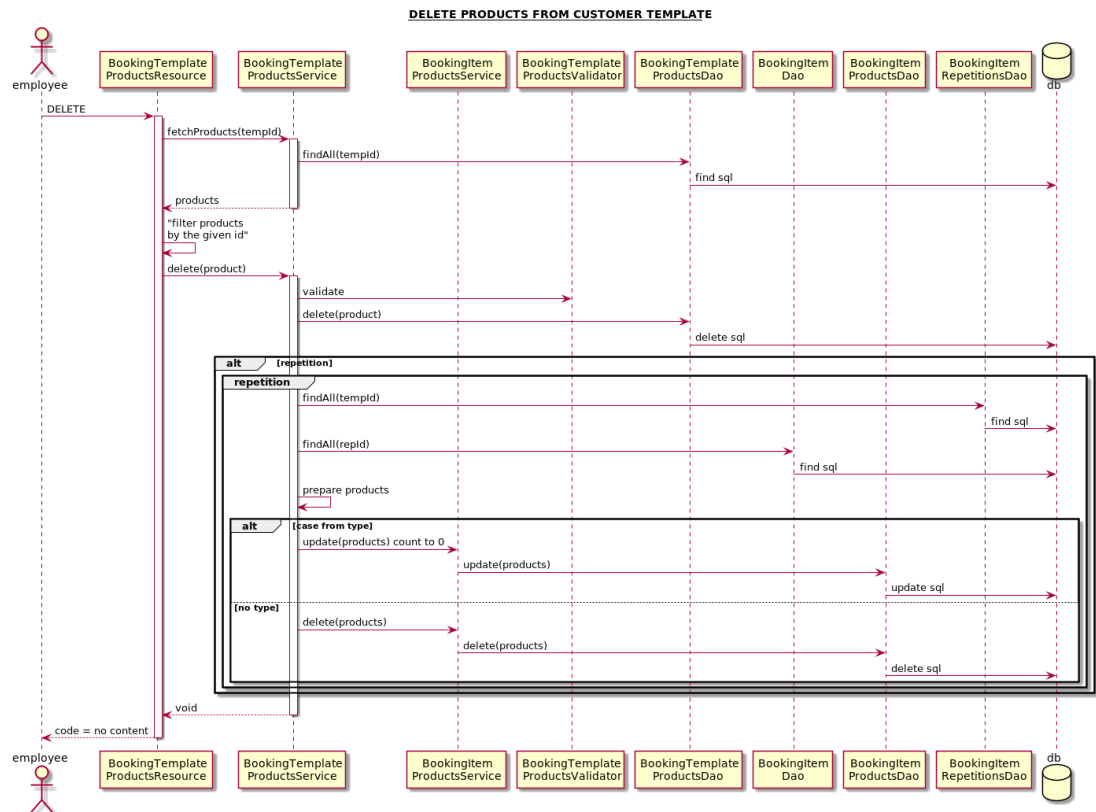 DELETE PRODUCTS FROM CUSTOMER TEMPLATE
employee
BookingTemplate
ProductsResource
BookingTemplate
ProductsService
BookingItem
ProductsService
BookingTemplate
ProductsValidator
BookingTemplate
ProductsDao
BookingItem
Dao
BookingItem
ProductsDao
BookingItem
RepetitionsDao
db
DELETE
fetchProducts(tempId)
findAll(tempId)
find sql
products
"filter products
by the given id"
delete(product)
validate
delete(product)
delete sql
alt [repetition]
repetition
findAll(tempId)
find sql
findAll(repId)
find sql
prepare products
alt [case from type]
update(products) count to 0
update(products)
update sql
[no type]
delete(products)
delete(products)
delete sql
void
code = no content
employee
BookingTemplate
ProductsResource
BookingTemplate
ProductsService
BookingItem
ProductsService
BookingTemplate
ProductsValidator
BookingTemplate
ProductsDao
BookingItem
Dao
BookingItem
ProductsDao
BookingItem
RepetitionsDao
db